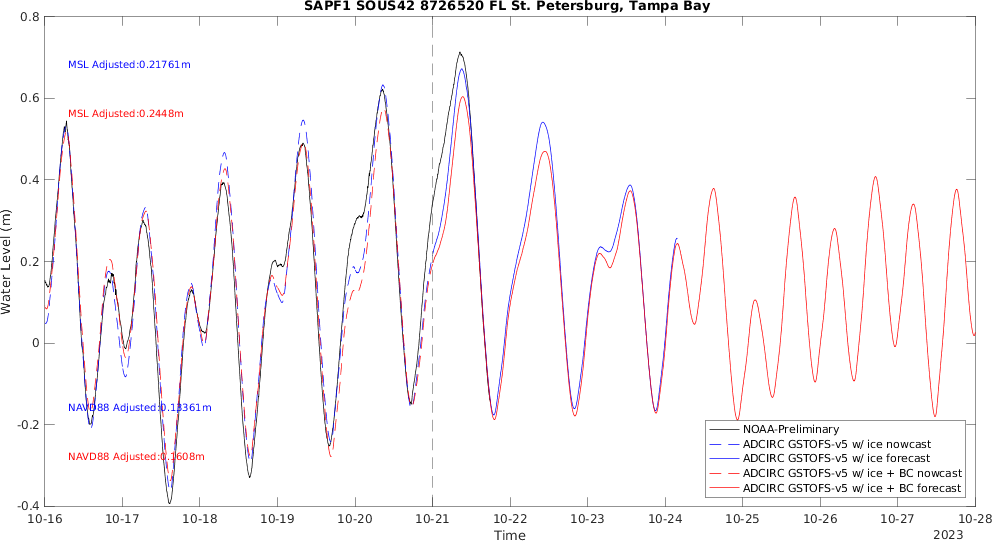 SAPF1 SOUS42 8726520 FL St. Petersburg, Tampa Bay
0.8
0.6
0.4
0.2
0
-0.2
-0.4
Water Level (m)
MSL Adjusted:0.21761m
MSL Adjusted:0.2448m
NAVD88 Adjusted:0.13361m
NAVD88 Adjusted:0.1608m
NOAA-Preliminary
ADCIRC GSTOFS-v5 w/ ice nowcast
ADCIRC GSTOFS-v5 w/ ice forecast
ADCIRC GSTOFS-v5 w/ ice + BC nowcast
ADCIRC GSTOFS-v5 w/ ice + BC forecast
10-16 10-17 10-18 10-19 10-20 10-21 10-22 10-23 10-24 10-25 10-26 10-27 10-28
Time
2023